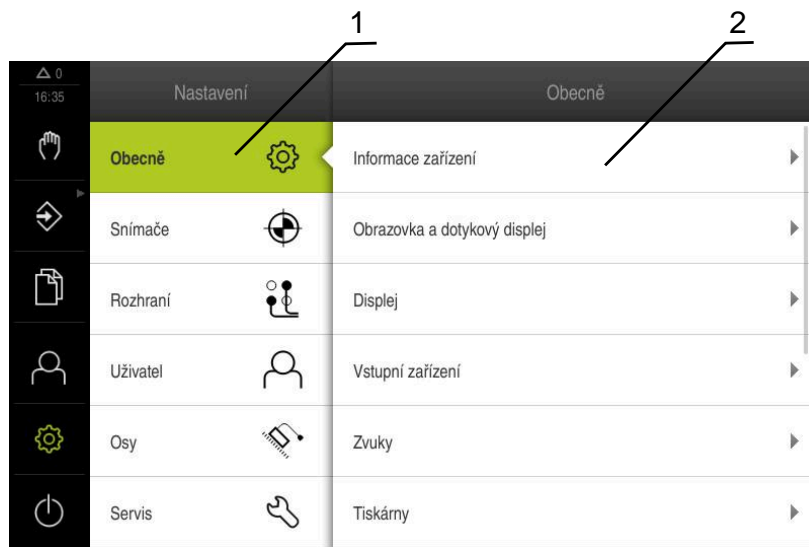 1
2
△ 0
16:35
Nastavení
Obecně
Obecně
Snímače
Rozhraní
Uživatel
Osy
Servis
Informace zařízení
Obrazovka a dotykový displej
Displej
Vstupní zařízení
Zvuky
Tiskárny